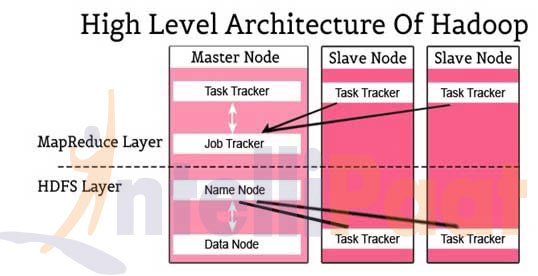 High Level Architecture Of Hadoop
Master Node
Slave Node
Slave Node
Task Tracker
Task Tracker
Task Tracker
MapReduce Layer
Job Tracker
HDFS Layer
Name Node
Data Node
Task Tracker
Task Tracker
IntelliPaat